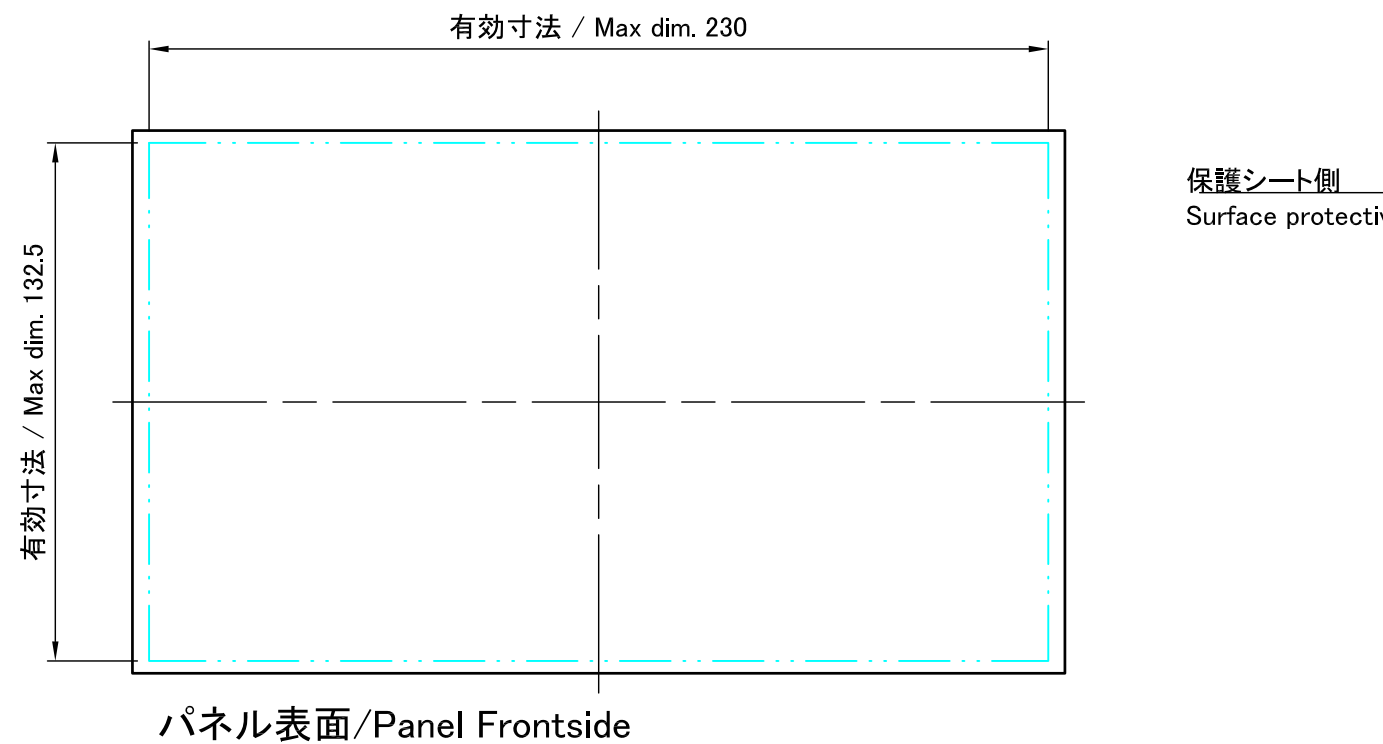 有効寸法 / Max dim. 230
保護シート側
Surface
有効寸法 / Max dim. 132.5
パネル表面/Panel Frontside